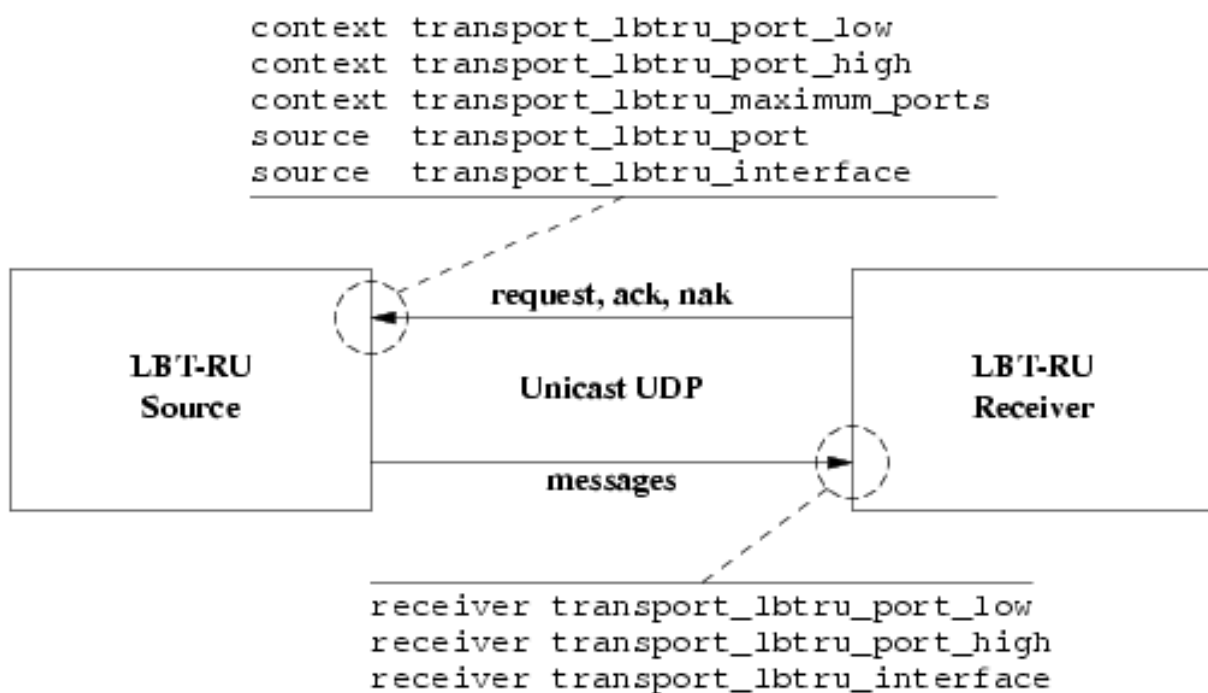 context transport_lbtru_port_low
context transport_lbtru_port_high
context transport_lbtru_maximum_ports
source  transport_lbtru_port
source  transport_lbtru_interface
request, ack, nak
LBT-RU
Source
Unicast UDP
LBT-RU
Receiver
messages
receiver transport_lbtru_port_low
receiver transport_lbtru_port_high
receiver transport_lbtru_interface